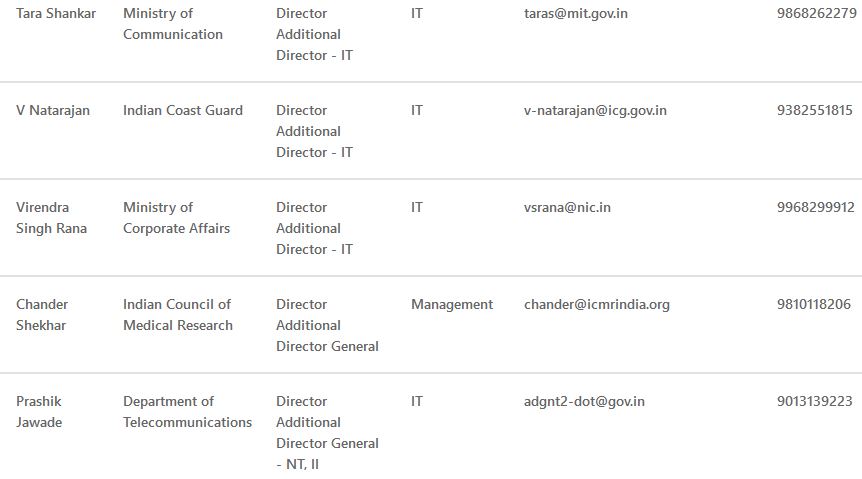 Tara Shankar Ministry of Director IT taras@mit.gov.in 9868262279
Communication Additional
Director - IT
V Natarajan Indian Coast Guard Director IT v-natarajan@icg.gov.in 9382551815
Additional
Director - IT
Virendra Ministry of Director IT vsrana@nic.in 9968299912
Singh Rana Corporate Affairs Additional
Director - IT
Chander Indian Council of Director Management chander@icmrindia.org 9810118206
Shekhar Medical Research Additional
Director General
Prashik Department of Director IT adgnt2-dot@gov.in 9013139223
Jawade Telecommunications Additional
Director General
- NT, II